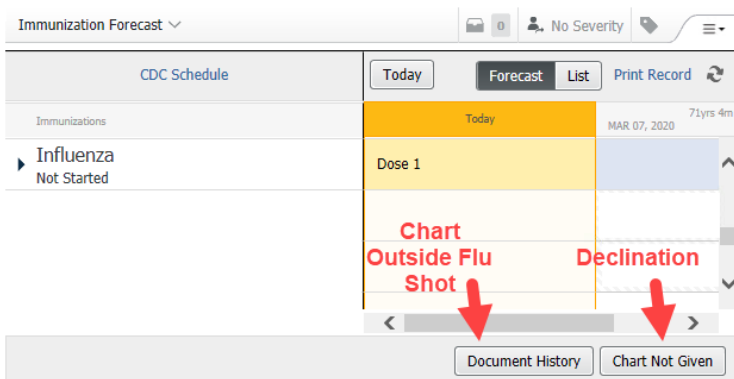 Immunization Forecast
0
No Severity
CDC Schedule
Today
Forecast
List
Print Record
Immunizations
Today
71yrs 4m
MAR 07, 2020
Influenza
Not Started
Dose 1
Chart
Outside Flu
Shot
Declination
Document History
Chart Not Given